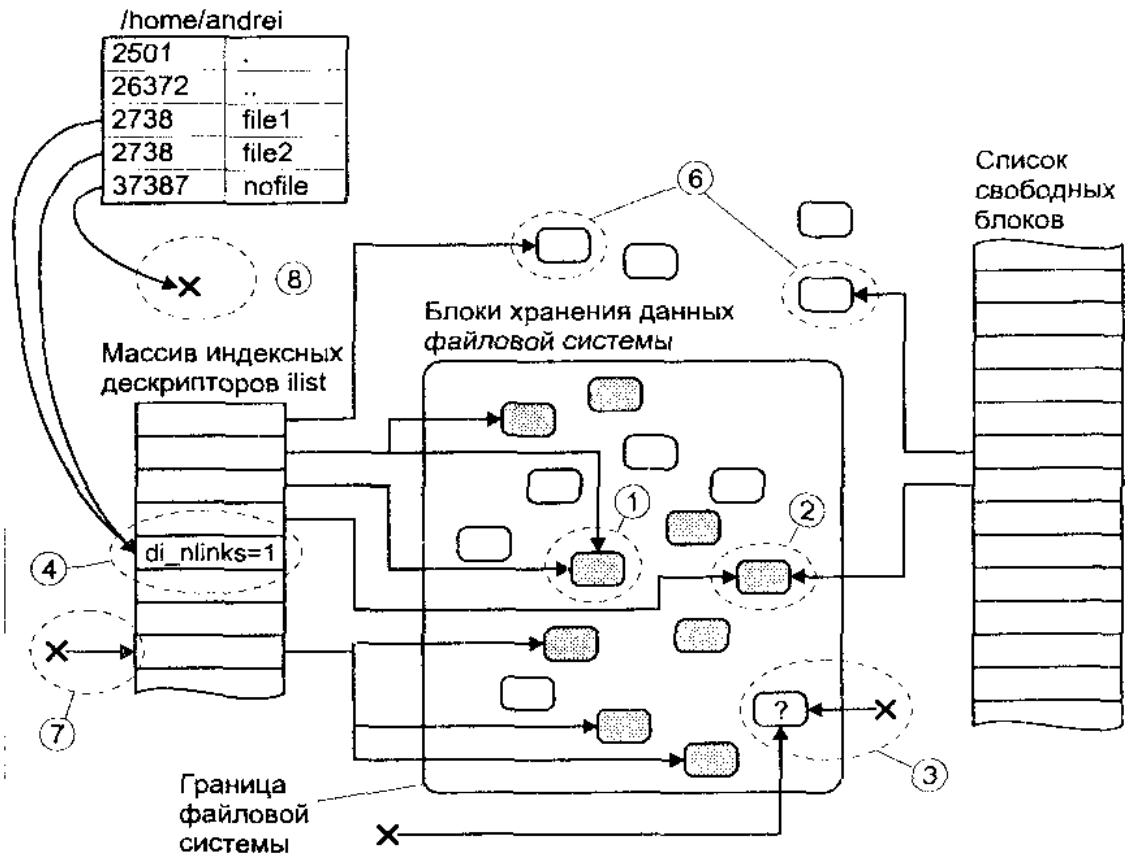 /home/andrei
2501 .
26372 ..
2738 file1
2738 file2
37387 nofile
6
Список
свободных
блоков
8
Блоки хранения данных
файловой системы
Массив индексных
дескрипторов ilist
1
2
di_nlinks=1
4
7
?
3
Граница
файловой
системы